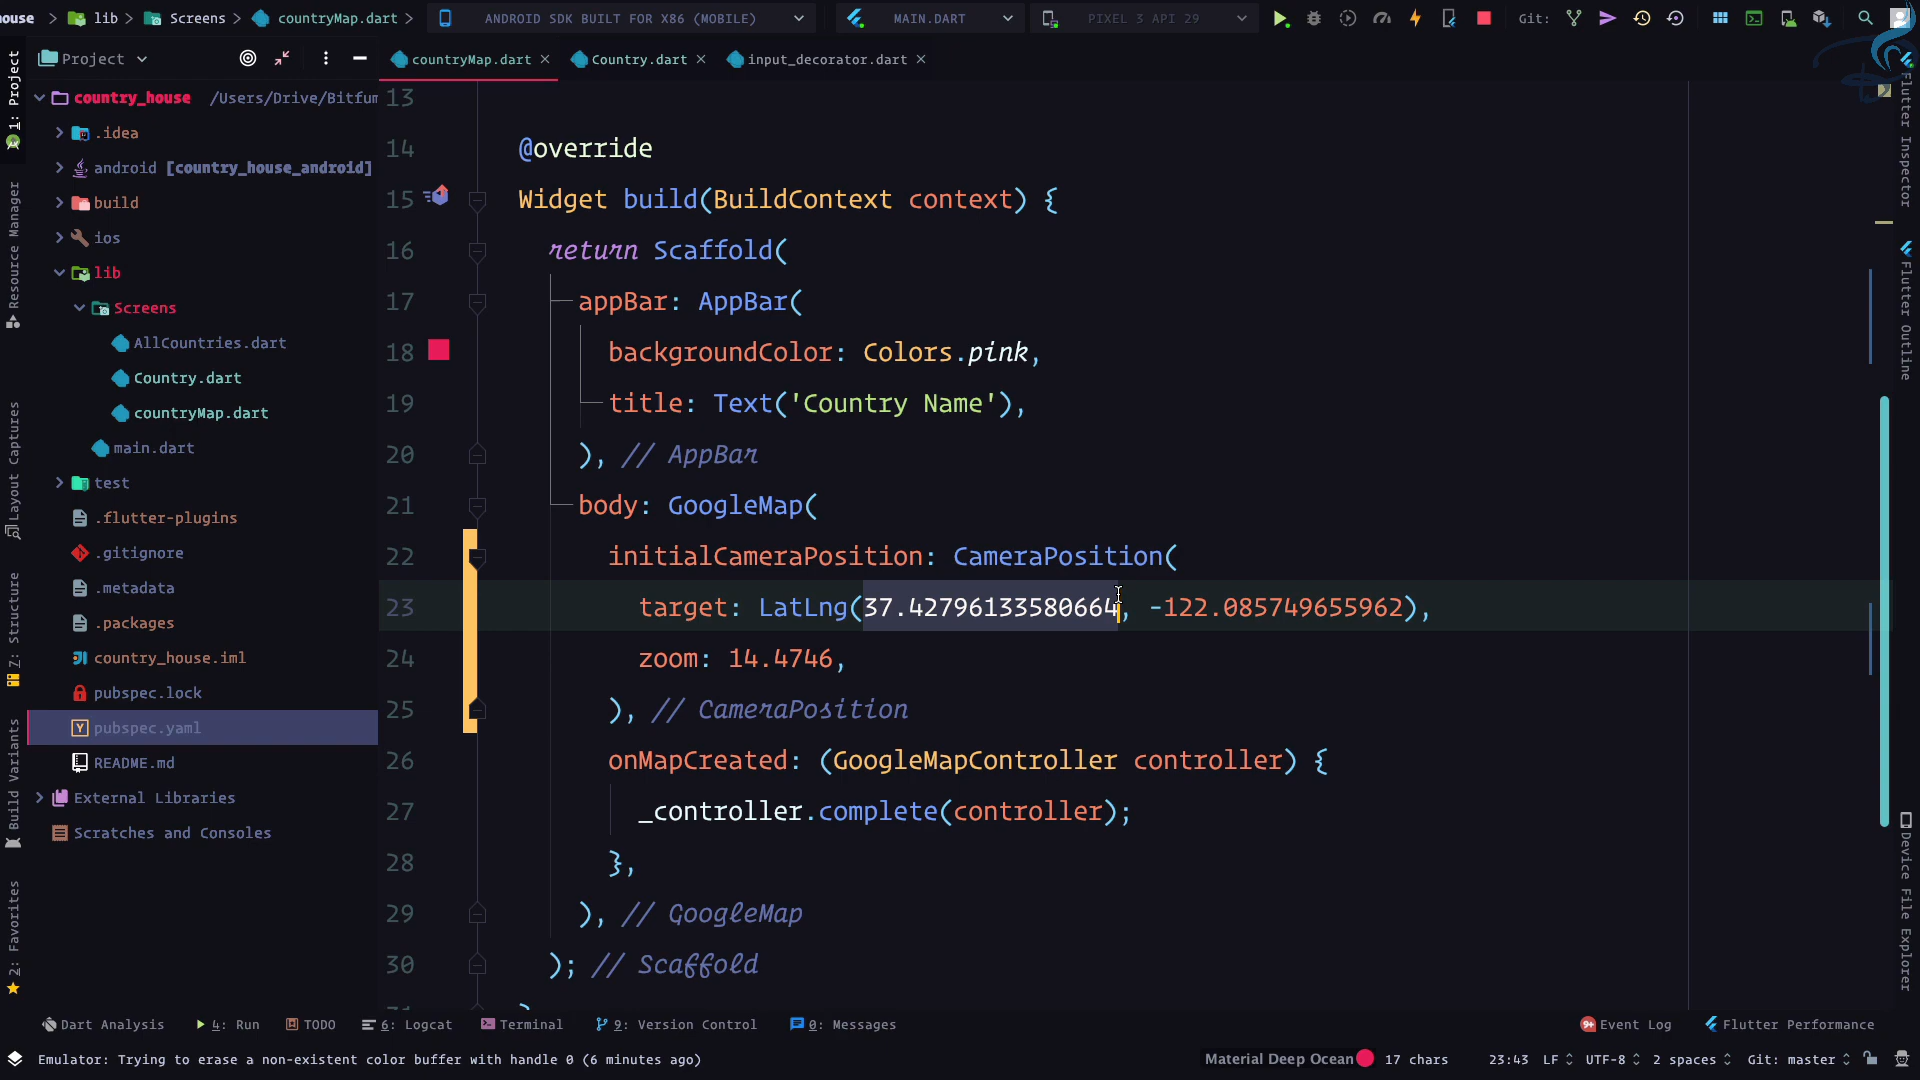 ouse > lib > Screens > countryMap.dart >
ANDROID SDK BUILT FOR X86 (MOBILE)
MAIN.DART
PIXEL 3 API 29
Git:
Project
countryMap.dart
Country.dart
input_decorator.dart
1: Project
Resource Manager
Layout Captures
7: Structure
Build Variants
2: Favorites
country_house /Users/Drive/Bitfum
.idea
android [country_house_android]
build
ios
lib
Screens
AllCountries.dart
Country.dart
countryMap.dart
main.dart
test
.flutter-plugins
.gitignore
.metadata
.packages
country_house.iml
pubspec.lock
pubspec.yaml
README.md
External Libraries
Scratches and Consoles
13
14 @override
15 Widget build(BuildContext context) {
16 return Scaffold(
17 appBar: AppBar(
18 backgroundColor: Colors.pink,
19 title: Text('Country Name'),
20 ), // AppBar
21 body: GoogleMap(
22 initialCameraPosition: CameraPosition(
23 target: LatLng(37.42796133580664, -122.085749655962),
24 zoom: 14.4746,
25 ), // CameraPosition
26 onMapCreated: (GoogleMapController controller) {
27 _controller.complete(controller);
28 },
29 ), // GoogleMap
30 ); // Scaffold
Flutter Inspector
Flutter Outline
Device File Explorer
Dart Analysis
4: Run
TODO
6: Logcat
Terminal
9: Version Control
0: Messages
9+ Event Log
Flutter Performance
Emulator: Trying to erase a non-existent color buffer with handle 0 (6 minutes ago)
Material Deep Ocean
17 chars
23:43
LF
UTF-8
2 spaces
Git: master